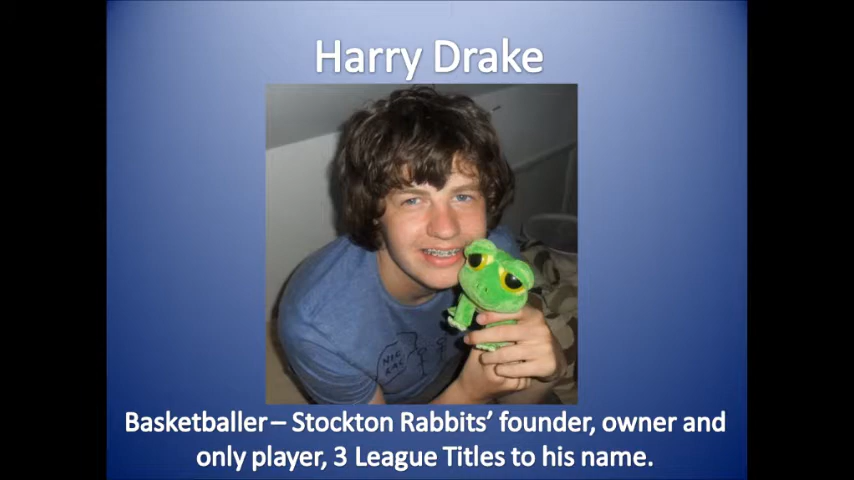 Harry Drake
Basketballer – Stockton Rabbits' founder, owner and
only player, 3 League Titles to his name.